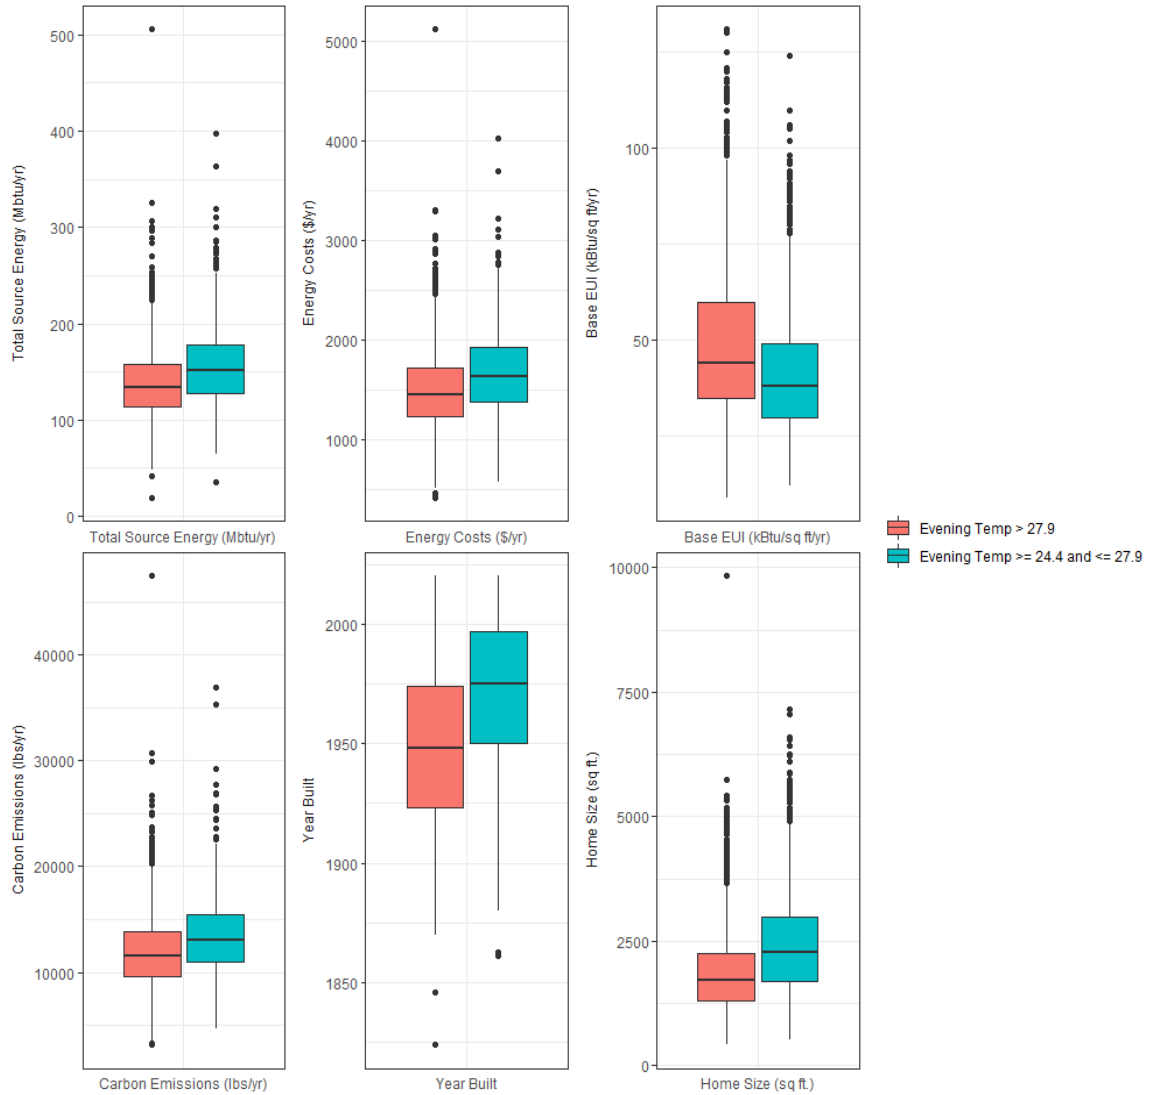 Total Source Energy (Mbtu/yr)
500
400
300
200
100
0
Total Source Energy (Mbtu/yr)
Energy Costs ($/yr)
5000
4000
3000
2000
1000
Energy Costs ($/yr)
Base EUI (kBtu/sq ft/yr)
100
50
Base EUI (kBtu/sq ft/yr)
Evening Temp > 27.9
Evening Temp >= 24.4 and <= 27.9
Carbon Emissions (lbs/yr)
40000
30000
20000
10000
Carbon Emissions (lbs/yr)
Year Built
2000
1950
1900
1850
Year Built
Home Size (sq ft.)
10000
7500
5000
2500
0
Home Size (sq ft.)